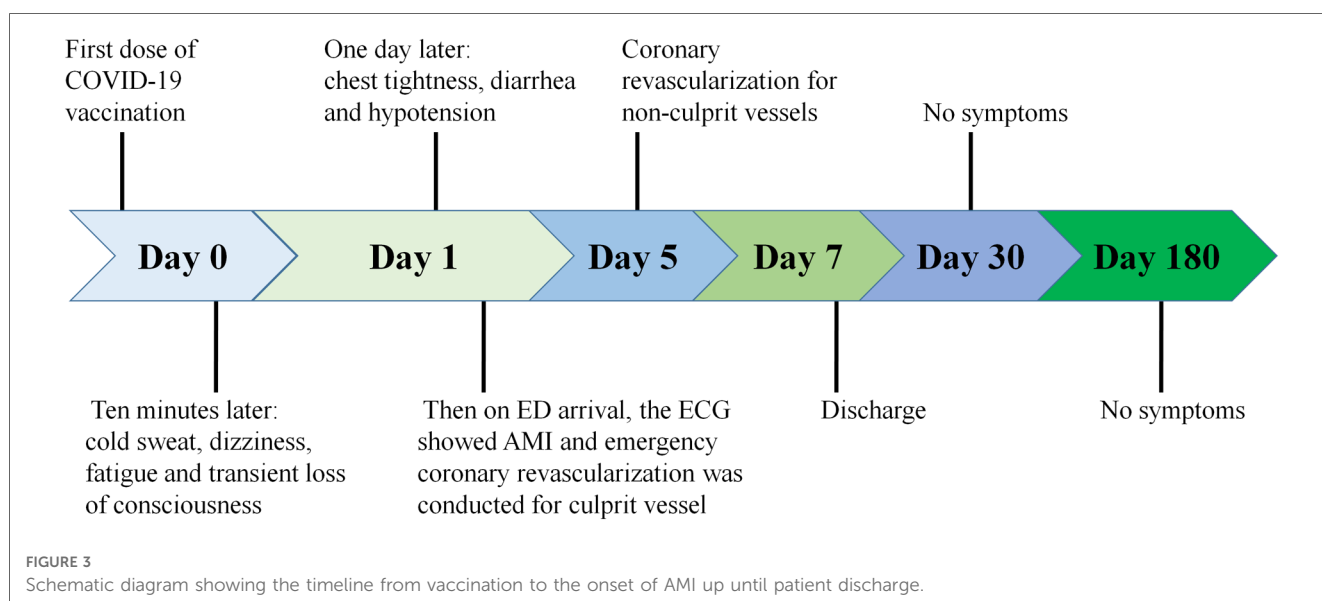 First dose of
COVID-19
vaccination
One day later:
chest tightness, diarrhea
and hypotension
Coronary
revascularization for
non-culprit vessels
No symptoms
Day 0
Day 1
Day 5
Day 7
Day 30
Day 180
Ten minutes later:
cold sweat, dizziness,
fatigue and transient loss
of consciousness
Then on ED arrival, the ECG
showed AMI and emergency
coronary revascularization was
conducted for culprit vessel
Discharge
No symptoms
FIGURE 3
Schematic diagram showing the timeline from vaccination to the onset of AMI up until patient discharge.